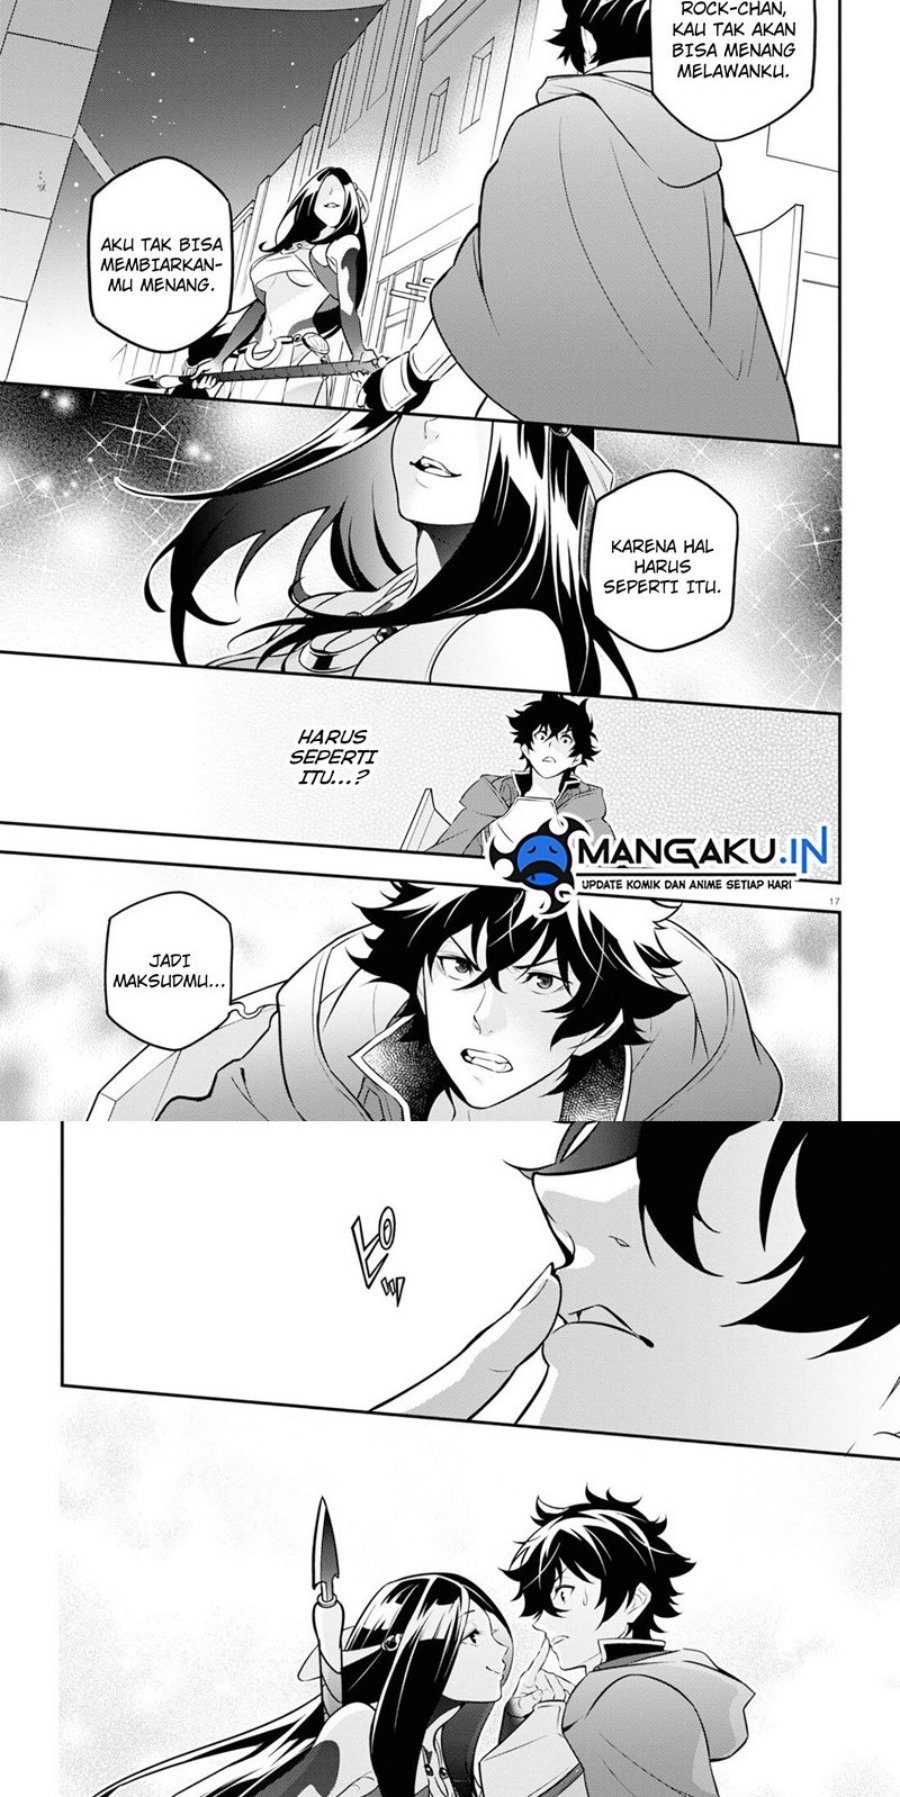 ROCK-CHAN,
KAU TAK AKAN
BISA MENANG
MELAWANKU.
AKU TAK BISA
MEMBIARKAN-
MU MENANG.
KARENA HAL
HARUS
SEPERTI ITU.
HARUS
SEPERTI
ITU...?
MANGAKU.IN
UPDATE KOMIK DAN ANIME SETIAP HARI
17
JADI
MAKSUDMU...
ピ...